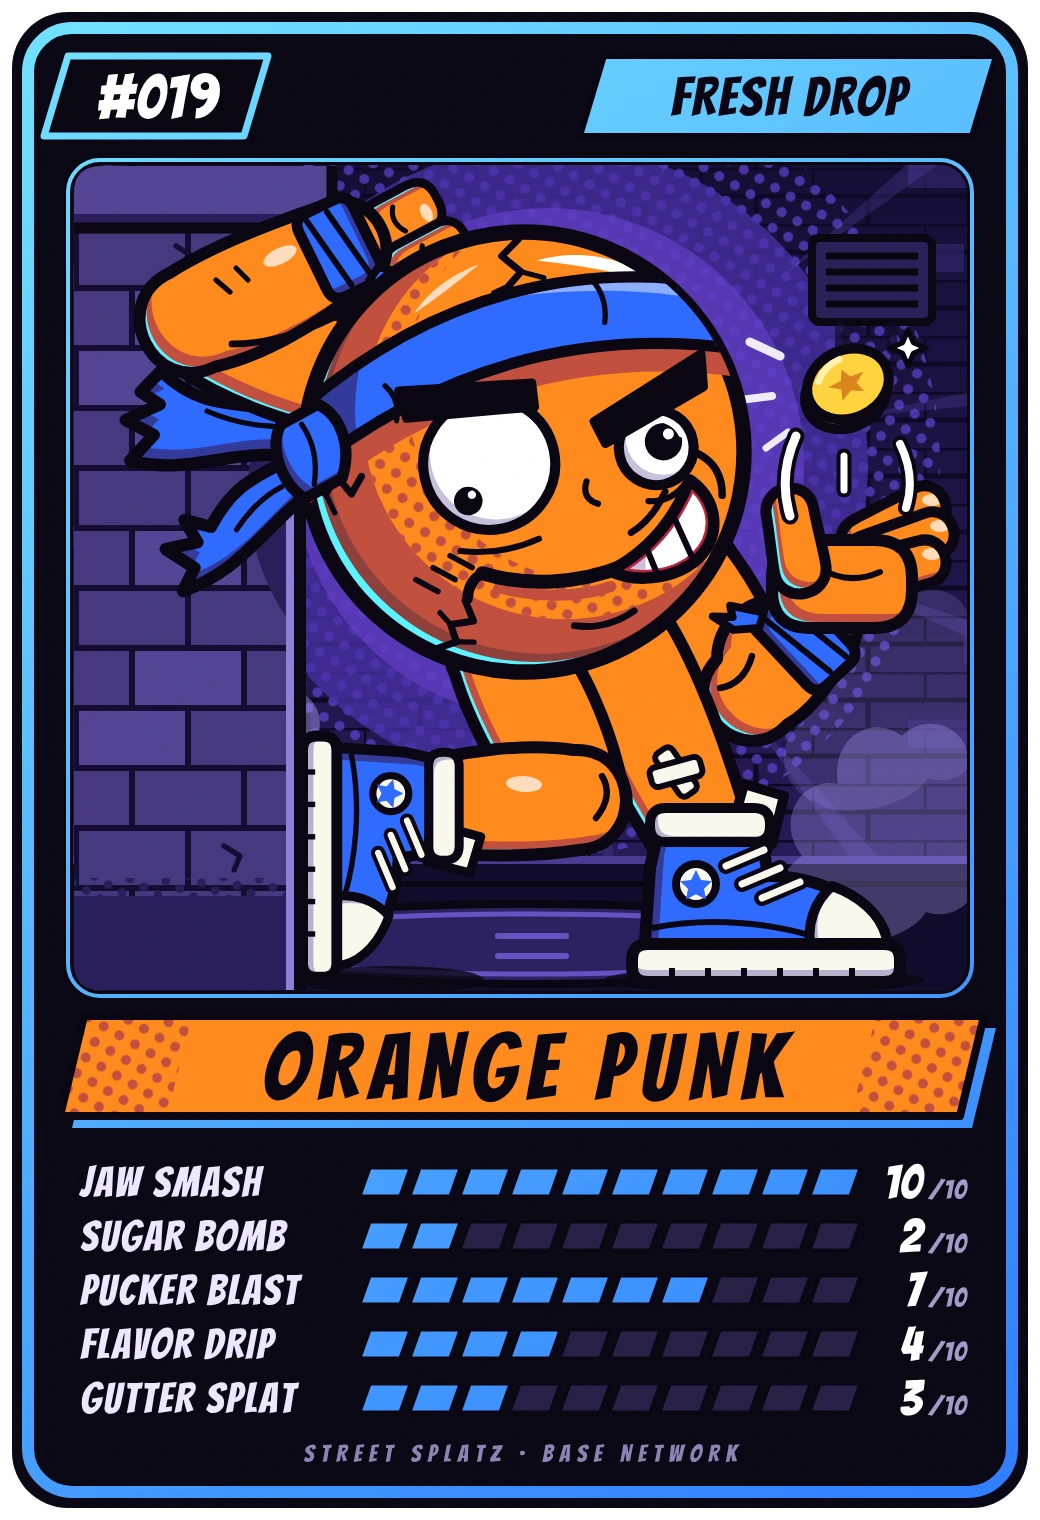 #019
FRESH DROP
ORANGE PUNK
JAW SMASH 10/10
SUGAR BOMB 2/10
PUCKER BLAST 7/10
FLAVOR DRIP 4/10
GUTTER SPLAT 3/10
STREET SPLATZ · BASE NETWORK